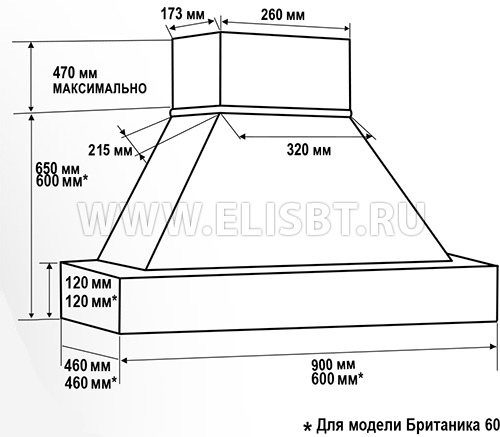 173 мм
260 мм
470 мм
МАКСИМАЛЬНО
215 мм
320 мм
650 мм
600 мм*
WWW.ELISBT.RU
120 мм
120 мм*
460 мм
460 мм*
900 мм
600 мм*
* Для модели Британика 60